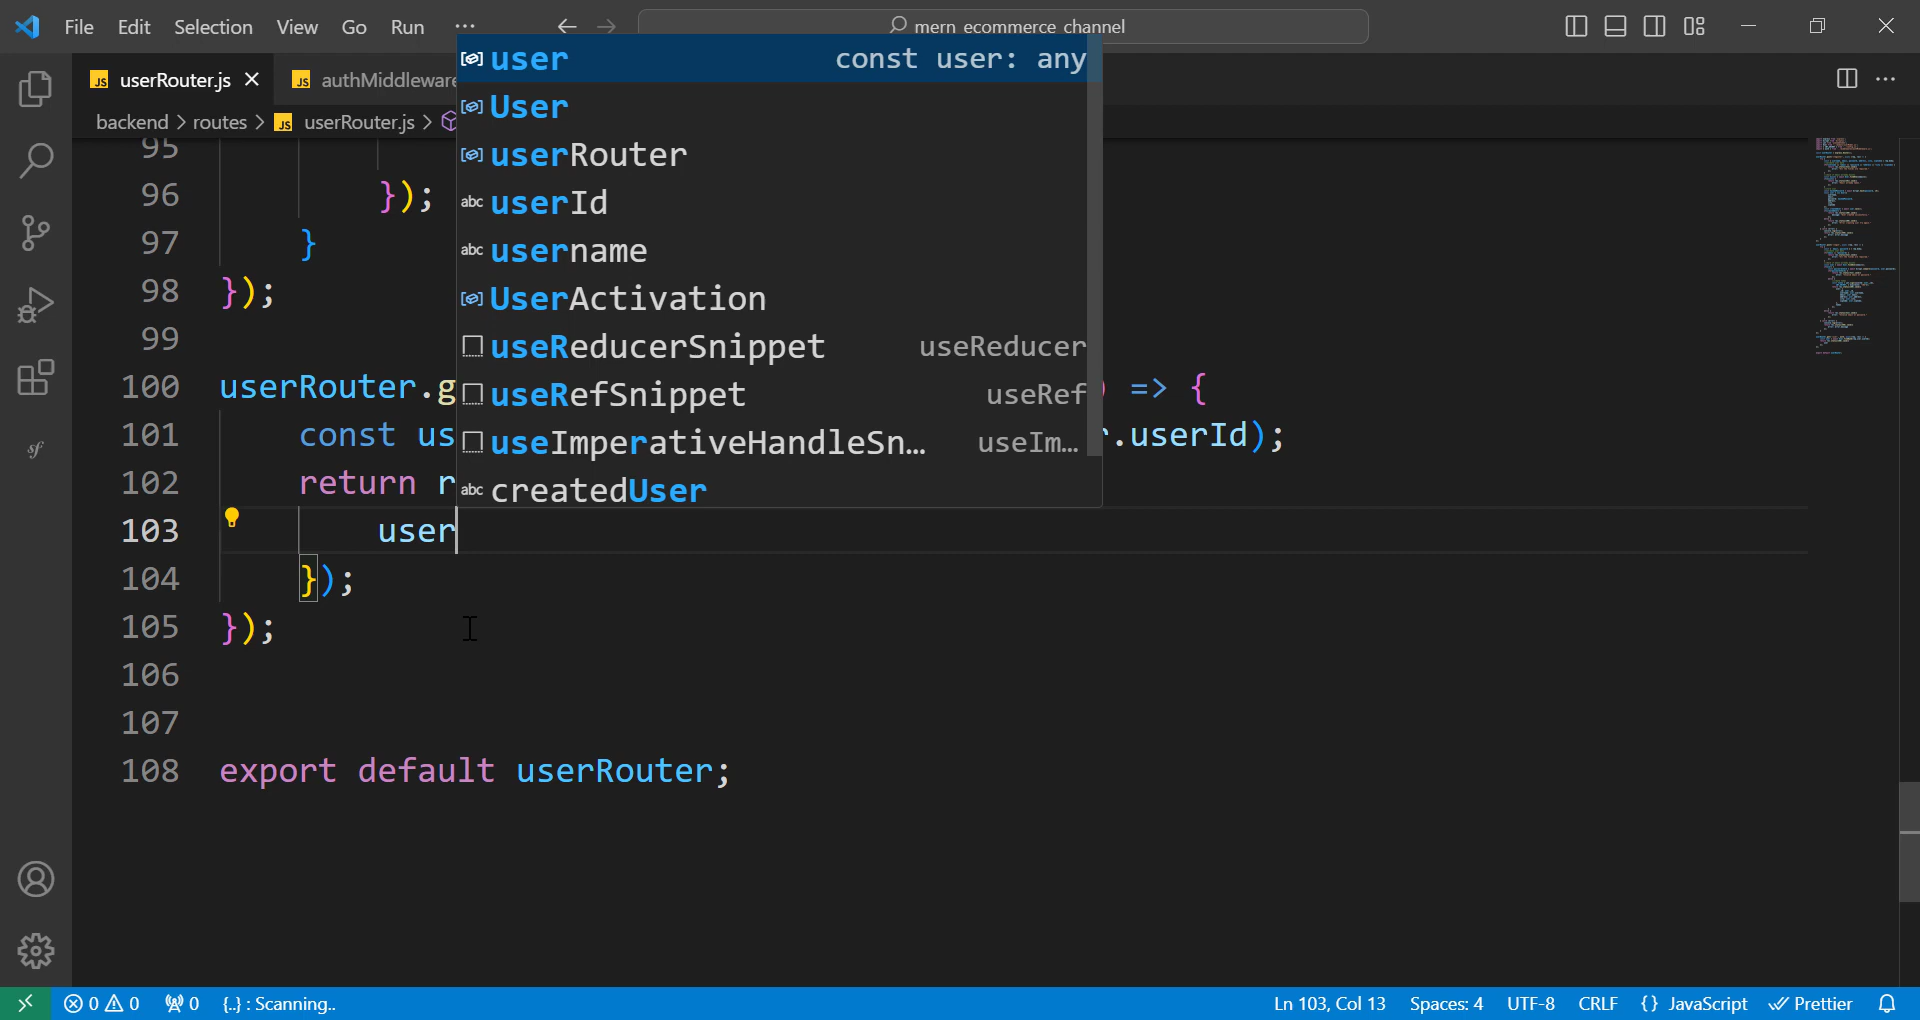 File Edit Selection View Go Run ···
mern ecommerce channel
userRouter.js
authMiddleware
backend > routes > userRouter.js >
user const user: any
User
userRouter
userId
username
UserActivation
useReducerSnippet useReducer
useRefSnippet useRef
useImperativeHandleSn… useIm…
createdUser
95
96 });
97 }
98 });
99
100 userRouter.g ) => {
101 const us .userId);
102 return r
103 user
104 });
105 });
106
107
108 export default userRouter;
0 0 0 {..} : Scanning..
Ln 103, Col 13 Spaces: 4 UTF-8 CRLF {} JavaScript Prettier